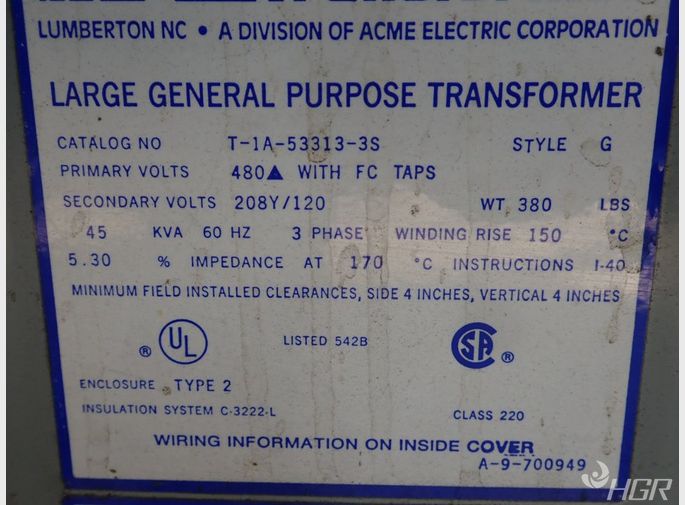 LUMBERTON NC • A DIVISION OF ACME ELECTRIC CORPORATION
LARGE GENERAL PURPOSE TRANSFORMER
CATALOG NO T-1A-53313-3S STYLE G
PRIMARY VOLTS 480▲ WITH FC TAPS
SECONDARY VOLTS 208Y/120 WT 380 LBS
45 KVA 60 HZ 3 PHASE WINDING RISE 150 °C
5.30 % IMPEDANCE AT 170 °C INSTRUCTIONS I-40
MINIMUM FIELD INSTALLED CLEARANCES, SIDE 4 INCHES, VERTICAL 4 INCHES
® UL LISTED 542B SA ®
ENCLOSURE TYPE 2
INSULATION SYSTEM C-3222-L CLASS 220
WIRING INFORMATION ON INSIDE COVER
A-9-700949
HGR